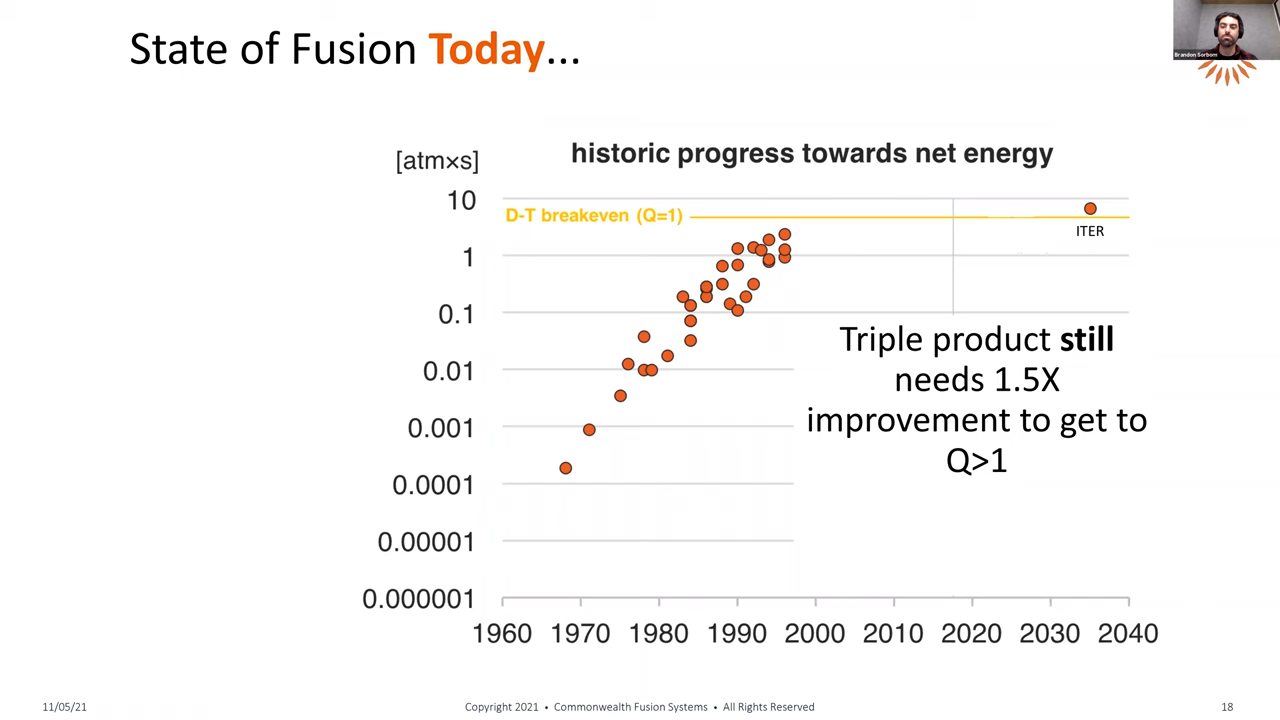 State of Fusion Today...
Brandon Sorbom
[atm×s]
historic progress towards net energy
10
D-T breakeven (Q=1)
ITER
1
0.1
0.01
0.001
0.0001
0.00001
0.000001
Triple product still
needs 1.5X
improvement to get to
Q>1
1960 1970 1980 1990 2000 2010 2020 2030 2040
11/05/21
Copyright 2021 • Commonwealth Fusion Systems • All Rights Reserved
18